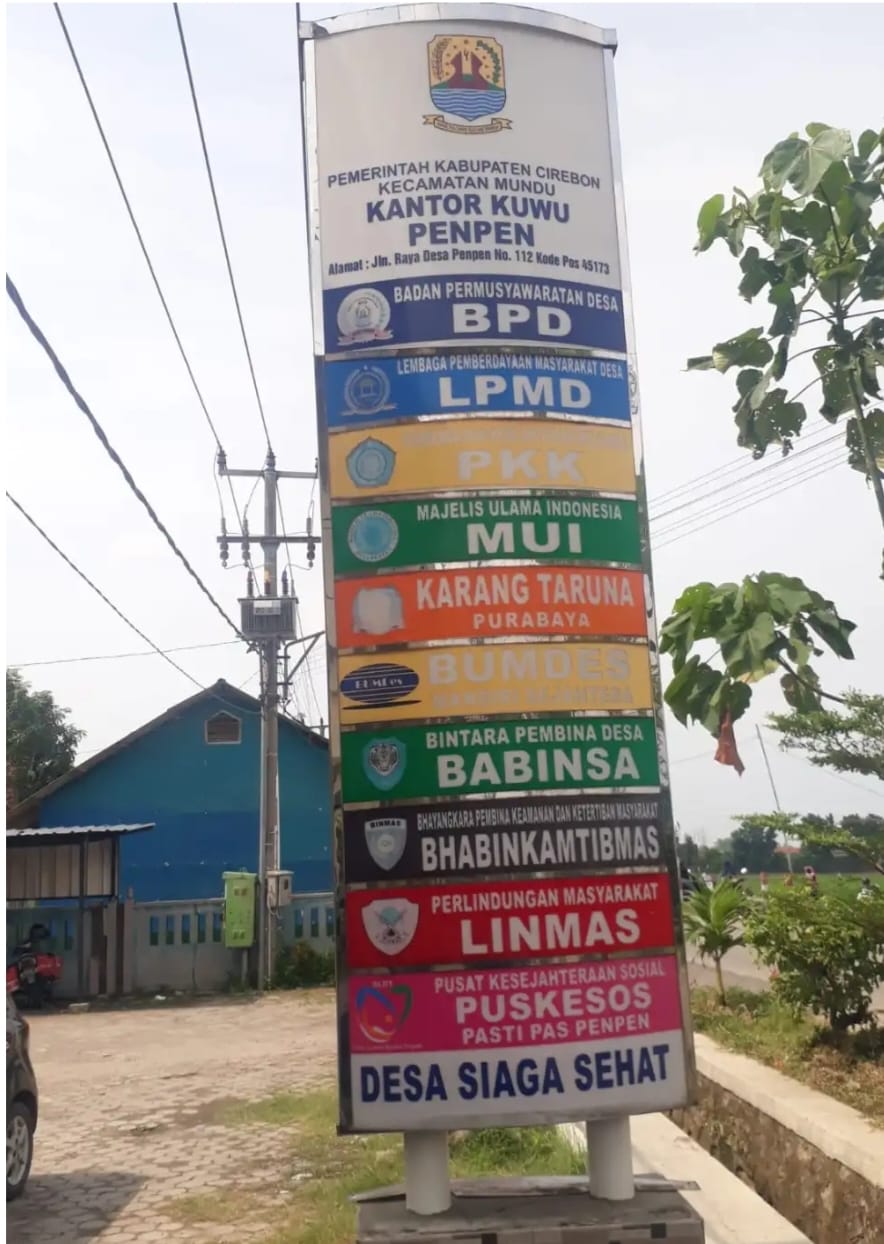 PEMERINTAH KABUPATEN CIREBON
KECAMATAN MUNDU
KANTOR KUWU
PENPEN
Alamat : Jln. Raya Desa Penpen No. 112 Kode Pos 45173
BADAN PERMUSYAWARATAN DESA
BPD
LEMBAGA PEMBERDAYAAN MASYARAKAT DESA
LPMD
PKK
MAJELIS ULAMA INDONESIA
MUI
KARANG TARUNA
PURABAYA
BUMDes
BUMDES
BINTARA PEMBINA DESA
BABINSA
BINMAS
BHAYANGKARA PEMBINA KEAMANAN DAN KETERTIBAN MASYARAKAT
BHABINKAMTIBMAS
PERLINDUNGAN MASYARAKAT
LINMAS
PUSAT KESEJAHTERAAN SOSIAL
PUSKESOS
PASTI PAS PENPEN
DESA SIAGA SEHAT